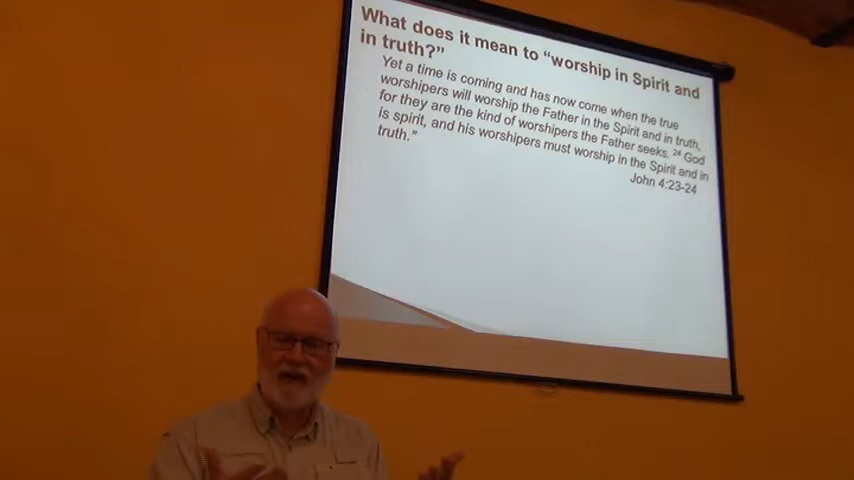 What does it mean to “worship in Spirit and
in truth?”
Yet a time is coming and has now come when the true
worshipers will worship the Father in the Spirit and in truth,
for they are the kind of worshipers the Father seeks. 24 God
is spirit, and his worshipers must worship in the Spirit and in
truth.”
John 4:23-24